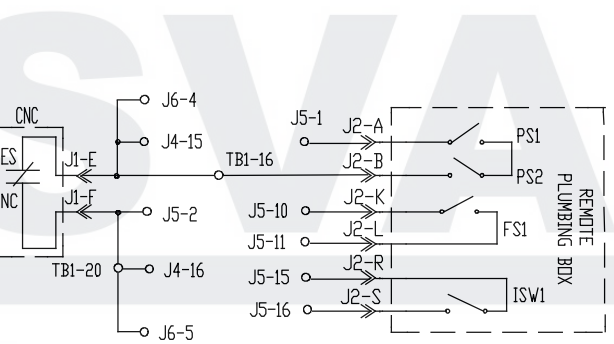 SVA
CNC
ES
NC
J1-E
J1-F
J6-4
J4-15
TB1-16
J5-2
TB1-20
J4-16
J6-5
J5-1
J2-A
J2-B
J5-10
J2-K
J5-11
J2-L
J5-15
J2-R
J5-16
J2-S
PS1
PS2
FS1
ISW1
REMOTE
PLUMBING BOX